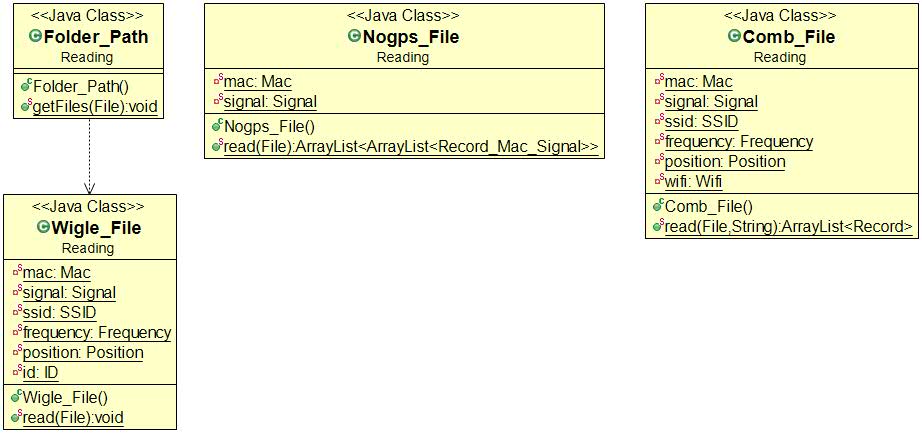 <<Java Class>>
Folder_Path
Reading
Folder_Path()
getFiles(File):void
<<Java Class>>
Nogps_File
Reading
mac: Mac
signal: Signal
Nogps_File()
read(File):ArrayList<ArrayList<Record_Mac_Signal>>
<<Java Class>>
Comb_File
Reading
mac: Mac
signal: Signal
ssid: SSID
frequency: Frequency
position: Position
wifi: Wifi
Comb_File()
read(File,String):ArrayList<Record>
<<Java Class>>
Wigle_File
Reading
mac: Mac
signal: Signal
ssid: SSID
frequency: Frequency
position: Position
id: ID
Wigle_File()
read(File):void